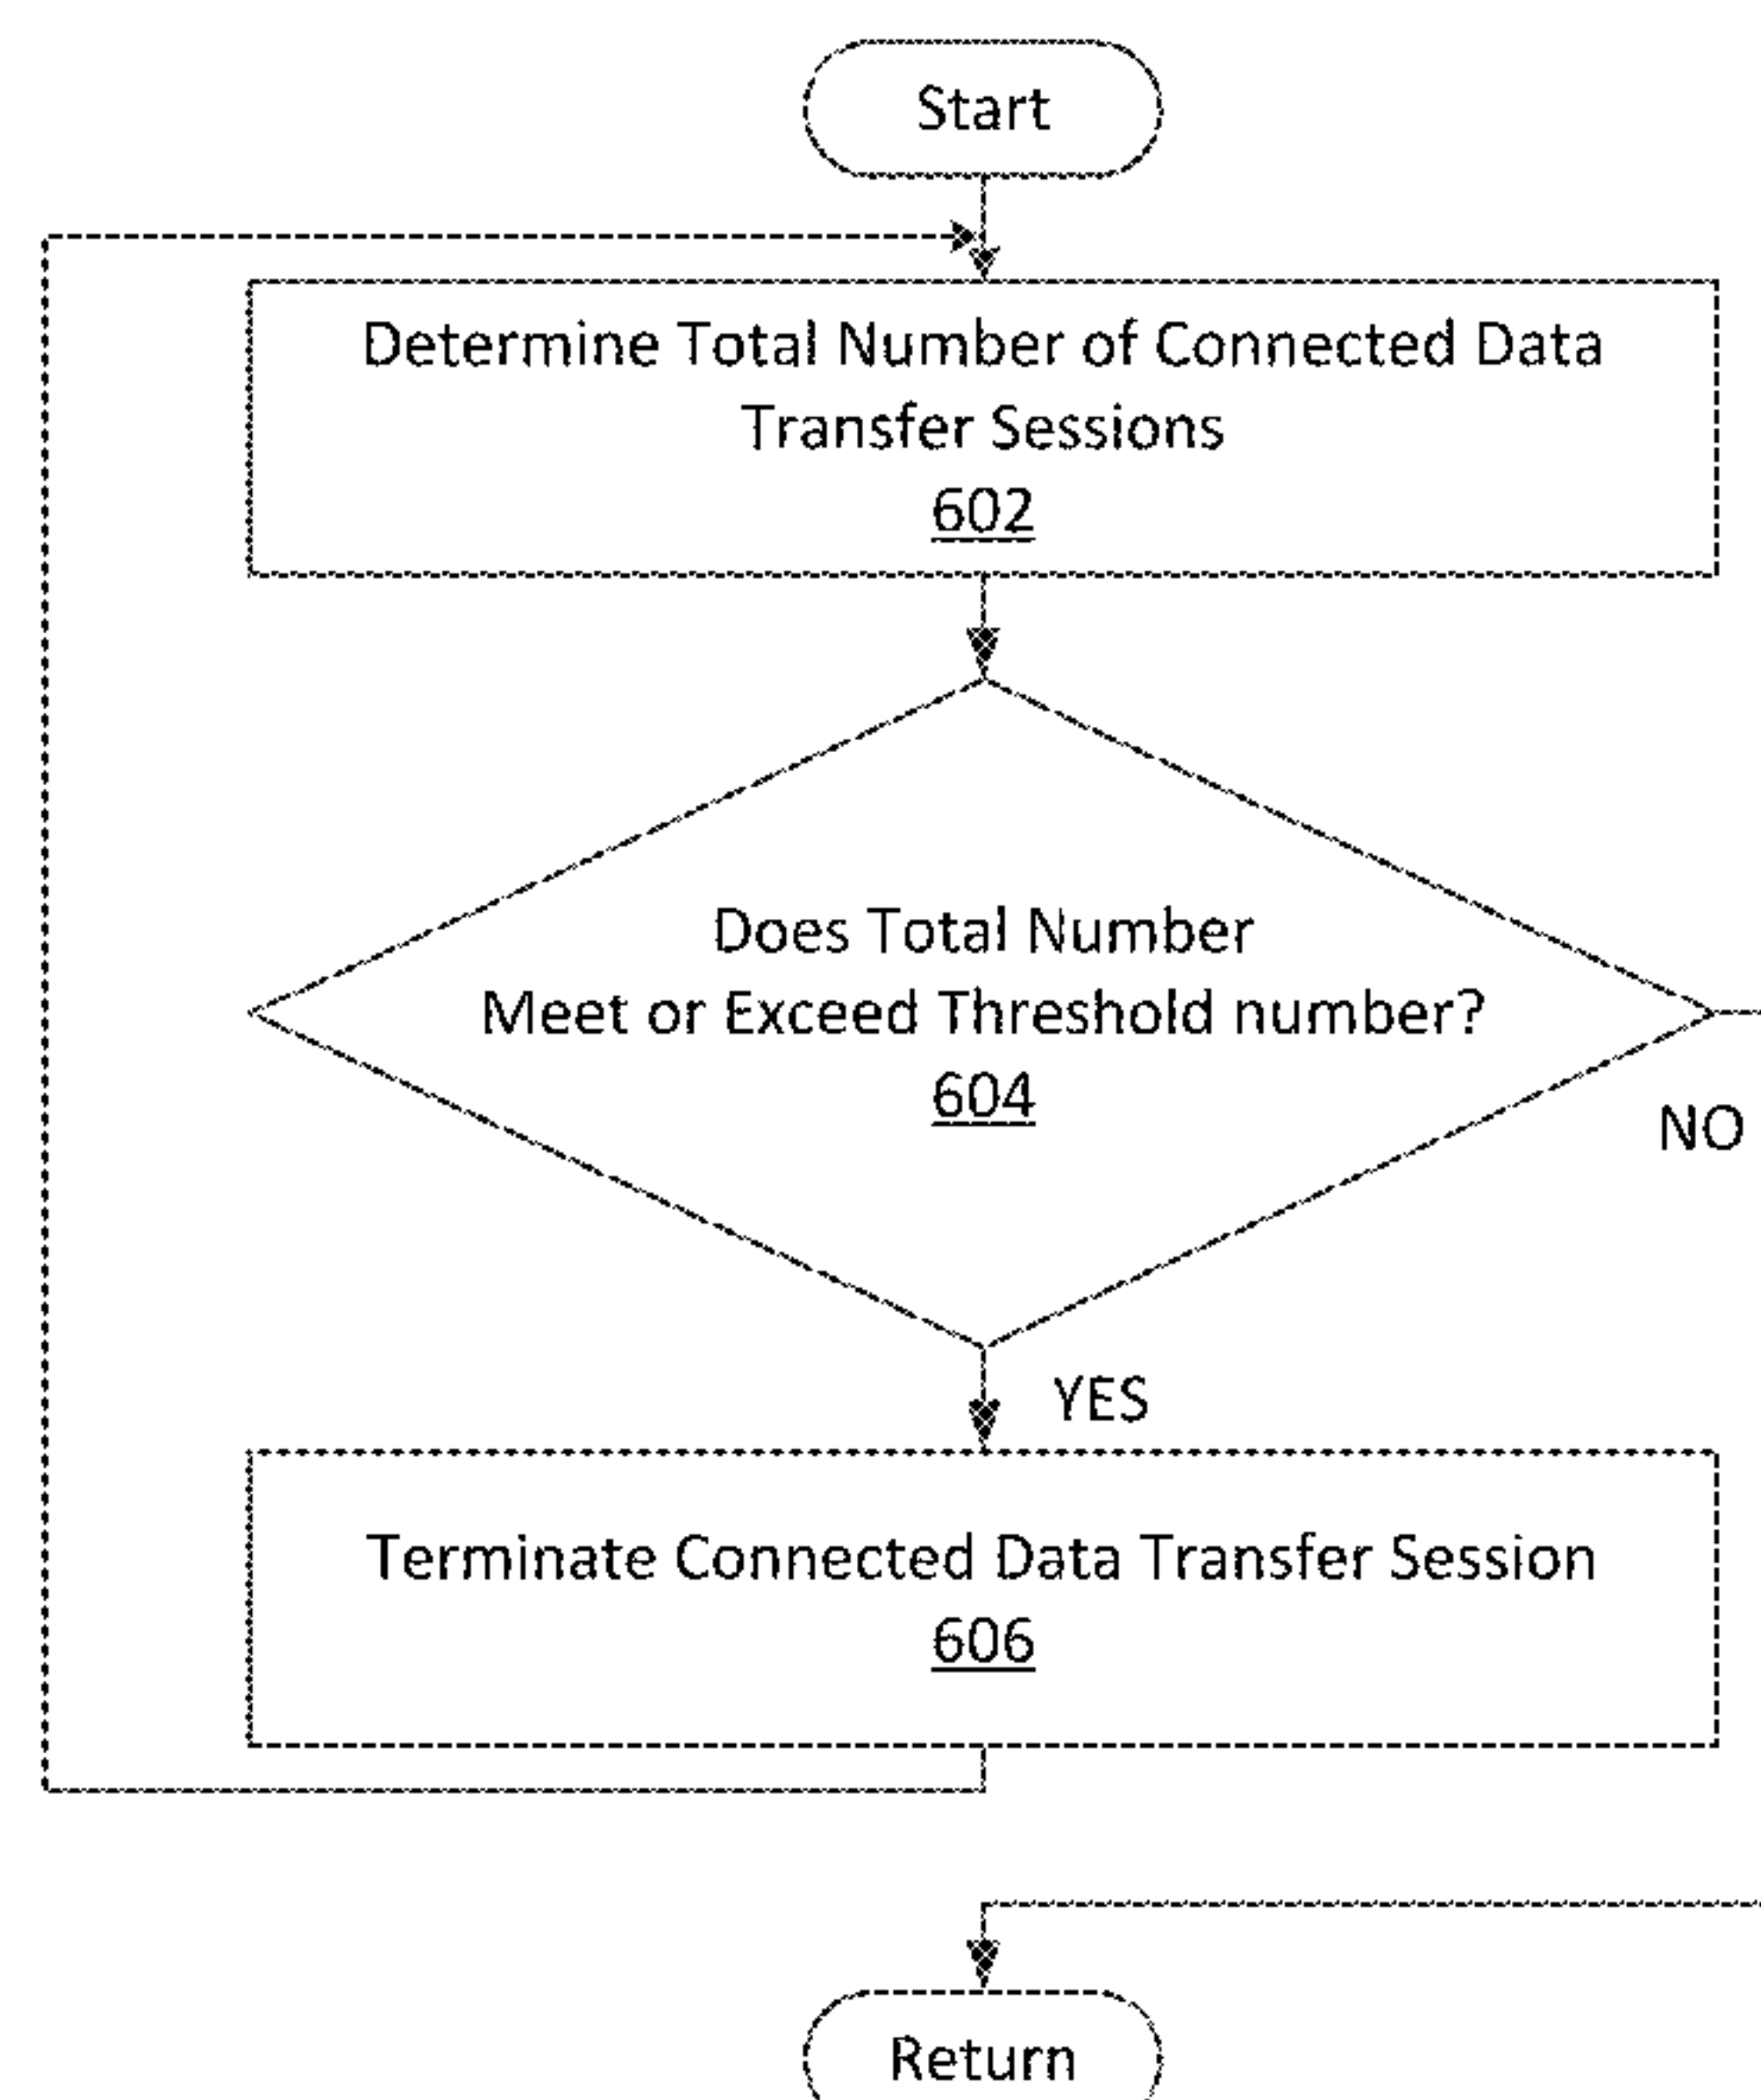 Start
Determine Total Number of Connected Data
Transfer Sessions
602
Does Total Number
Meet or Exceed Threshold number?
604
NO
YES
Terminate Connected Data Transfer Session
606
Return